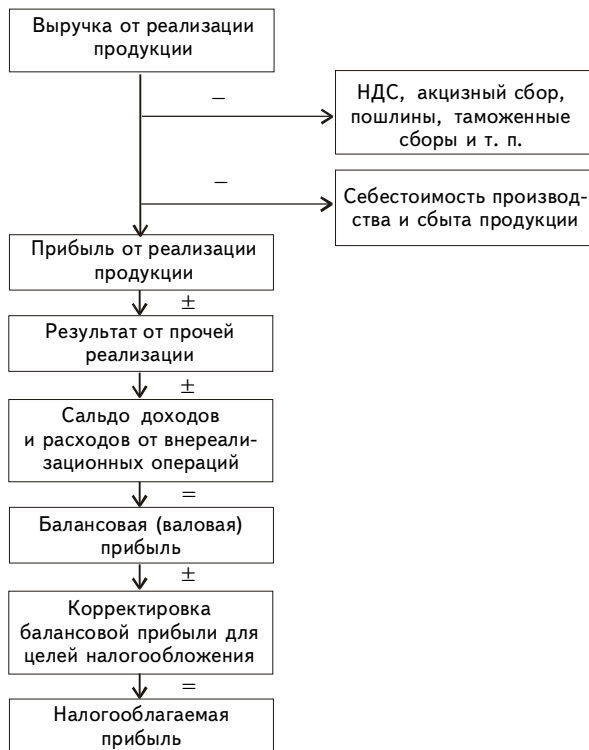 Выручка от реализации
продукции
–
НДС, акцизный сбор,
пошлины, таможенные
сборы и т. п.
–
Себестоимость производ-
ства и сбыта продукции
Прибыль от реализации
продукции
±
Результат от прочей
реализации
±
Сальдо доходов
и расходов от внереали-
зационных операций
=
Балансовая (валовая)
прибыль
±
Корректировка
балансовой прибыли для
целей налогообложения
=
Налогооблагаемая
прибыль